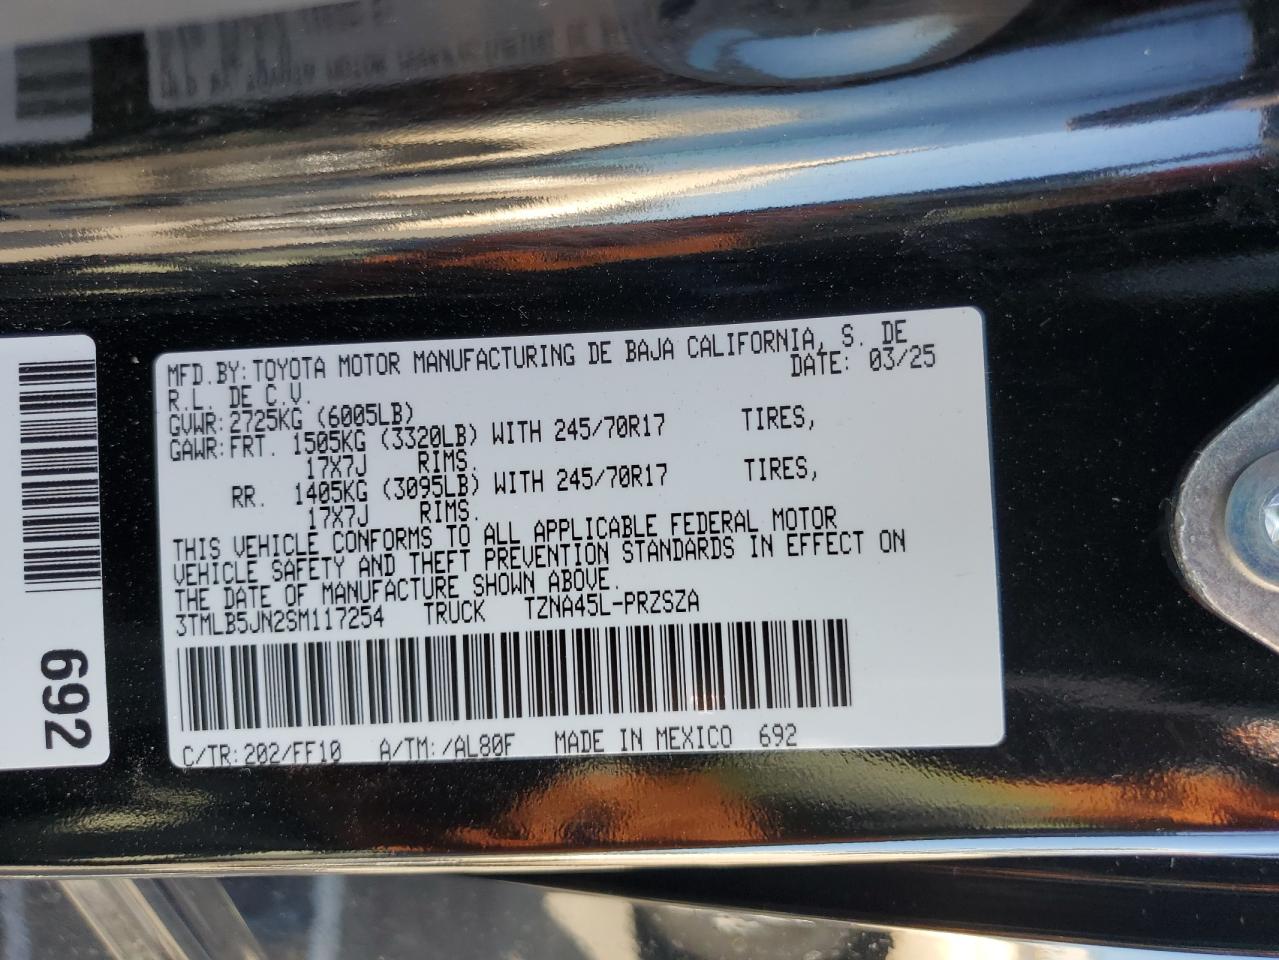 MFD.BY:TOYOTA MOTOR MANUFACTURING DE BAJA CALIFORNIA, S. DE
R.L. DE C.V. DATE: 03/25
GVWR:2725KG (6005LB)
GAWR:FRT. 1505KG (3320LB) WITH 245/70R17 TIRES,
17X7J RIMS.
RR. 1405KG (3095LB) WITH 245/70R17 TIRES,
17X7J RIMS.
THIS VEHICLE CONFORMS TO ALL APPLICABLE FEDERAL MOTOR
VEHICLE SAFETY AND THEFT PREVENTION STANDARDS IN EFFECT ON
THE DATE OF MANUFACTURE SHOWN ABOVE.
3TMLB5JN2SM117254 TRUCK TZNA45L-PRZSZA
C/TR:202/FF10 A/TM:/AL80F MADE IN MEXICO 692
692